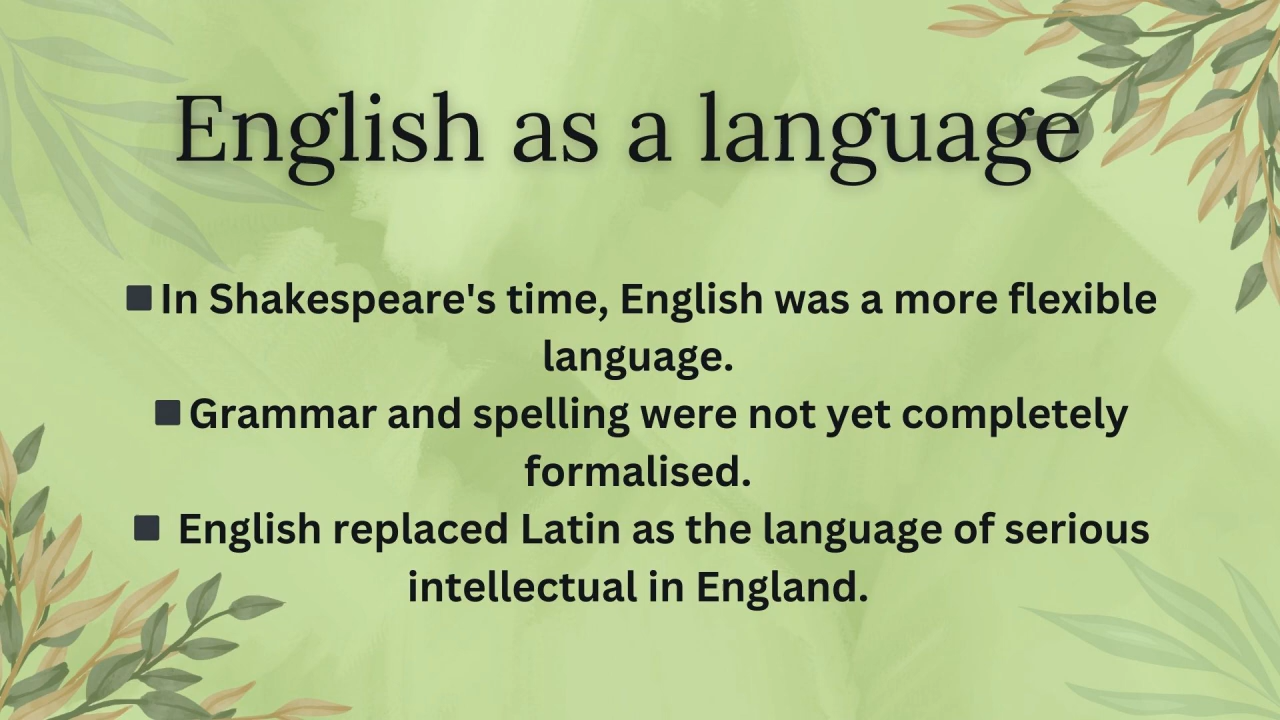 English as a language
◼In Shakespeare's time, English was a more flexible
language.
◼Grammar and spelling were not yet completely
formalised.
◼ English replaced Latin as the language of serious
intellectual in England.